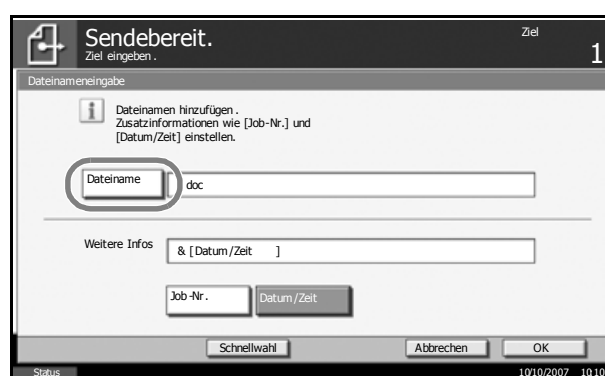 Sendebereit.
Ziel eingeben.
Ziel
1
Dateinameneingabe
i
Dateinamen hinzufügen.
Zusatzinformationen wie [Job-Nr.] und
[Datum/Zeit] einstellen.
Dateiname
doc
Weitere Infos
& [Datum/Zeit ]
Job-Nr.
Datum/Zeit
Schnellwahl
Abbrechen
OK
Status
10/10/2007 10:10